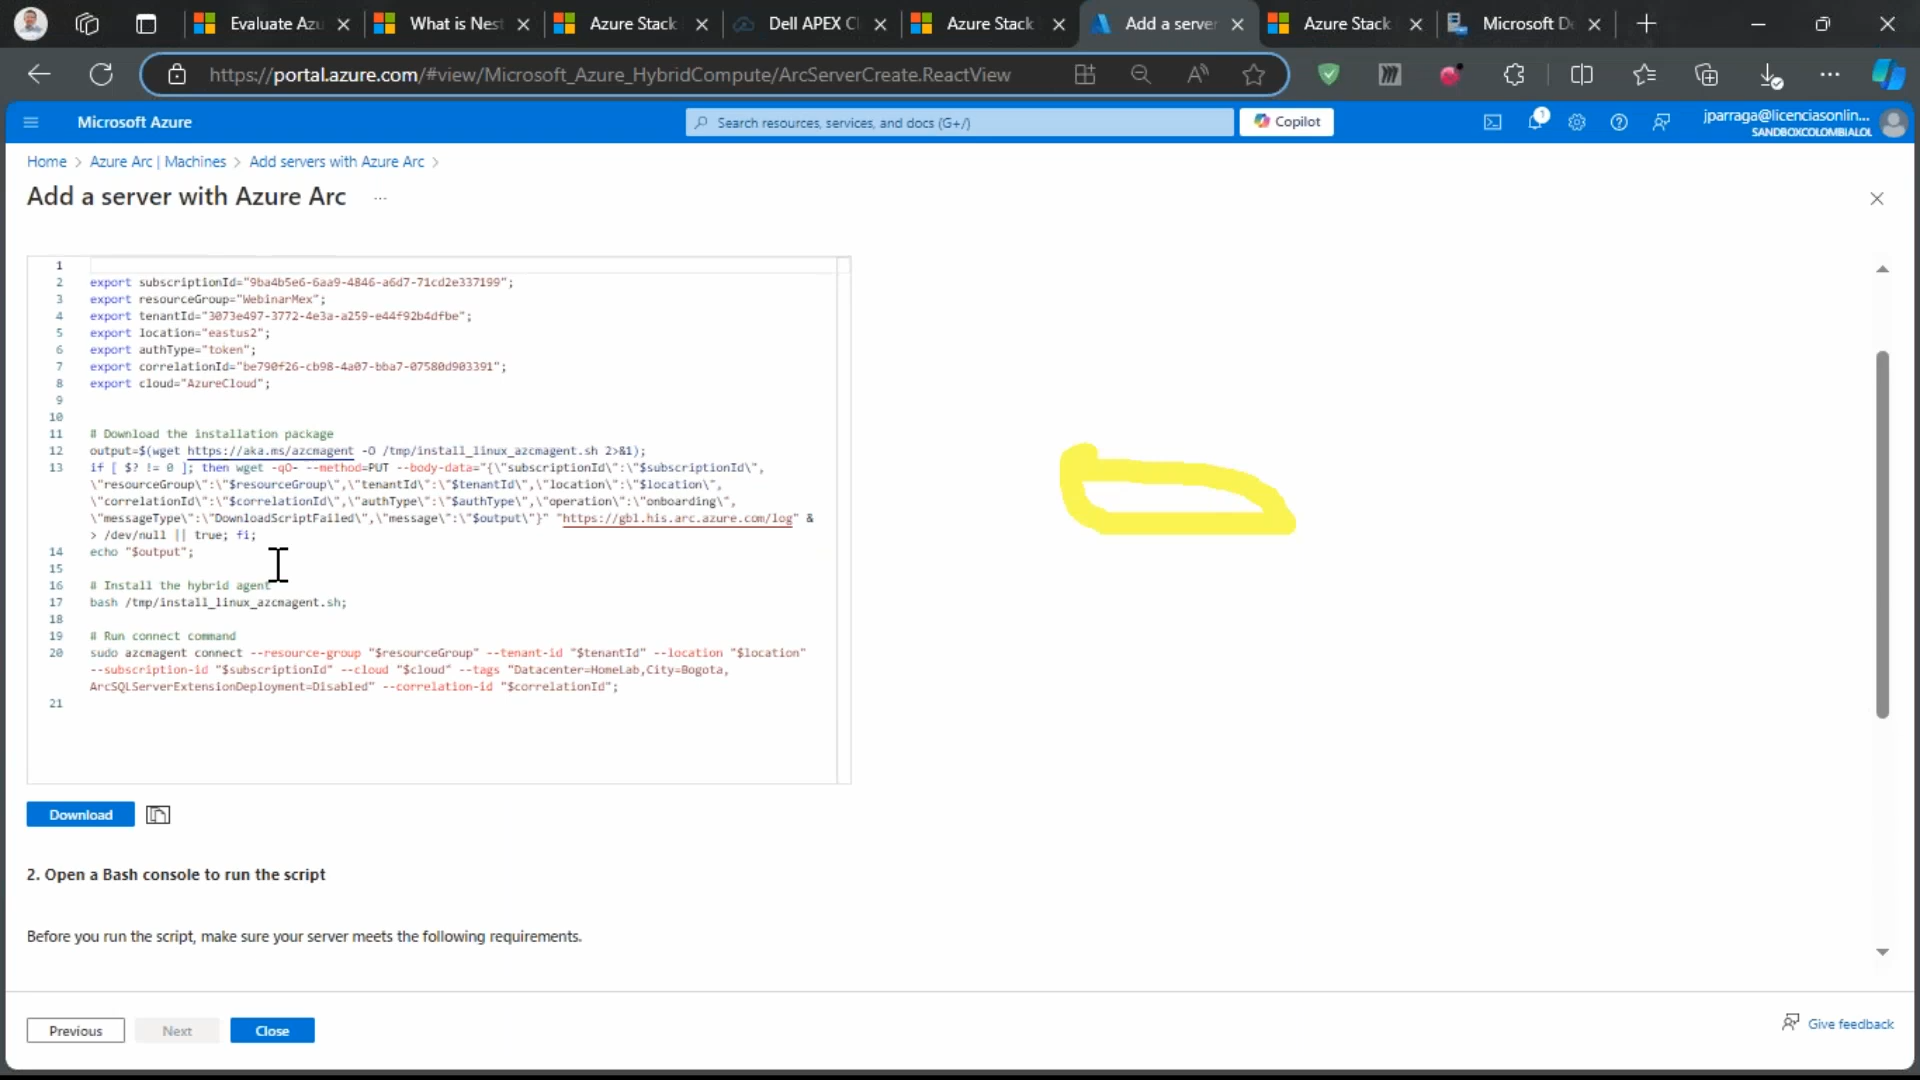 Evaluate Azu
What is Nest
Azure Stack
Dell APEX Cl
Azure Stack
Add a server
Azure Stack
Microsoft De
https://portal.azure.com/#view/Microsoft_Azure_HybridCompute/ArcServerCreate.ReactView
Microsoft Azure
Search resources, services, and docs (G+/)
Copilot
1
jparraga@licenciasonlin...
SANDBOXCOLOMBIALOL
Home > Azure Arc | Machines > Add servers with Azure Arc >
Add a server with Azure Arc ...
1
2 export subscriptionId="9ba4b5e6-6aa9-4846-a6d7-71cd2e337199";
3 export resourceGroup="WebinarMex";
4 export tenantId="3073e497-3772-4e3a-a259-e44f92b4dfbe";
5 export location="eastus2";
6 export authType="token";
7 export correlationId="be790f26-cb98-4a07-bba7-07580d903391";
8 export cloud="AzureCloud";
9
10
11 # Download the installation package
12 output=$(wget https://aka.ms/azcmagent -O /tmp/install_linux_azcmagent.sh 2>&1);
13 if [ $? != 0 ]; then wget -qO- --method=PUT --body-data="{\"subscriptionId\":\"$subscriptionId\",
\"resourceGroup\":\"$resourceGroup\",\"tenantId\":\"$tenantId\",\"location\":\"$location\",
\"correlationId\":\"$correlationId\",\"authType\":\"$authType\",\"operation\":\"onboarding\",
\"messageType\":\"DownloadScriptFailed\",\"message\":\"$output\"}" "https://gbl.his.arc.azure.com/log" &
> /dev/null || true; fi;
14 echo "$output";
15
16 # Install the hybrid agent
17 bash /tmp/install_linux_azcmagent.sh;
18
19 # Run connect command
20 sudo azcmagent connect --resource-group "$resourceGroup" --tenant-id "$tenantId" --location "$location"
--subscription-id "$subscriptionId" --cloud "$cloud" --tags "Datacenter=HomeLab,City=Bogota,
ArcSQLServerExtensionDeployment=Disabled" --correlation-id "$correlationId";
21
Download
2. Open a Bash console to run the script
Before you run the script, make sure your server meets the following requirements.
Previous
Next
Close
Give feedback